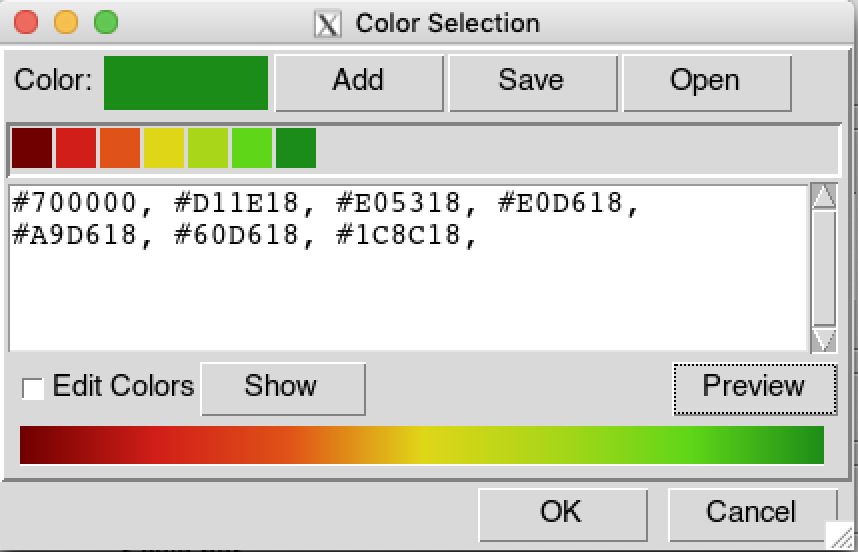 Color Selection
Color: Add Save Open
#700000, #D11E18, #E05318, #E0D618,
#A9D618, #60D618, #1C8C18,
Edit Colors Show Preview
OK Cancel